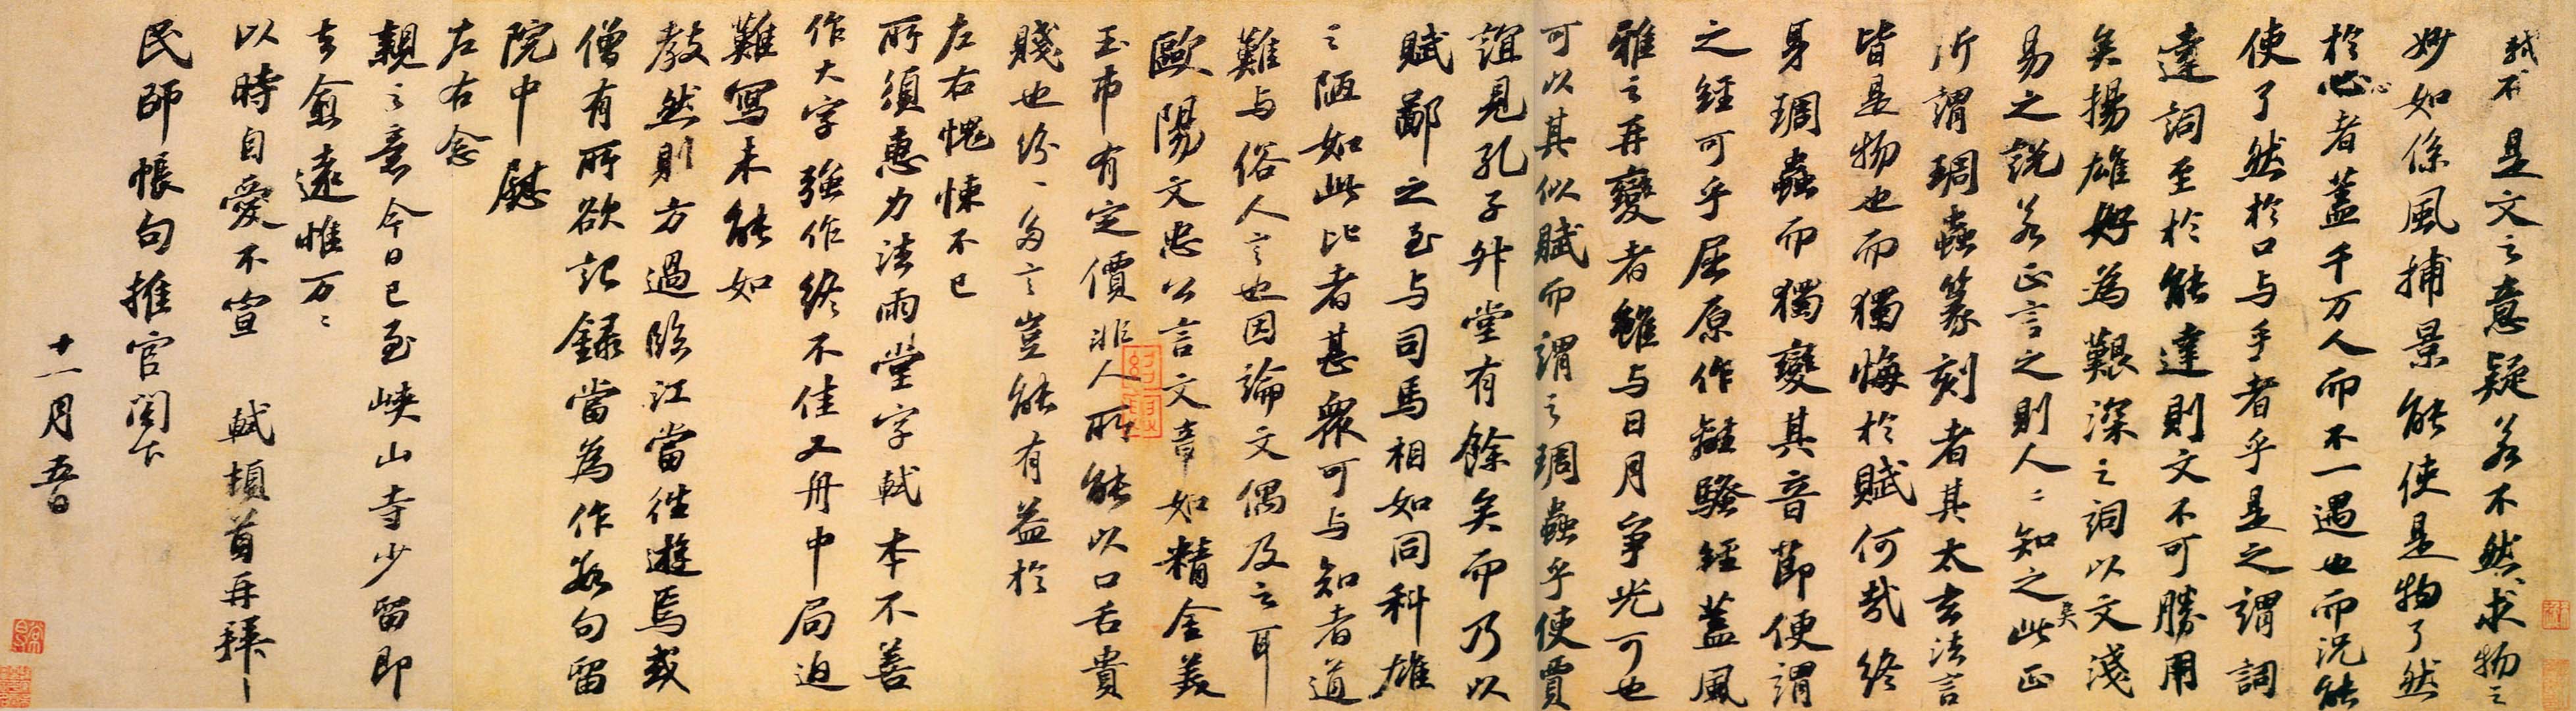 是文之意疑若不然求物之
妙如係風捕景能使是物了然
於心者蓋千万人而不一遇也而況能
使了然於口与手者乎是之謂詞
達詞至於能達則文不可勝用
矣揚雄好為艱深之詞以文淺
易之說若正言之則人〻知之矣此正
所謂琱蟲篆刻者其太玄法言
皆是物也而獨悔於賦何哉終
身琱蟲而獨變其音節便謂
之經可乎屈原作離騷經蓋風
雅之再變者雖与日月爭光可也
可以其似賦而謂之琱蟲乎使賈
誼見孔子升堂有餘矣而乃以
賦鄙之至与司馬相如同科雄
之陋如此比者甚眾可与知者道
難与俗人言也因論文偶及之耳
歐陽文忠公言文章如精金美
玉市有定價非人所能以口舌貴
賤也紛〻多言豈能有益於
左右愧悚不已
所須惠力法雨堂字軾本不善
作大字強作終不佳又舟中局迫
難寫未能如
教然則方過臨江當往遊焉或
僧有所欲記錄當為作數句留
院中慰
左右念
親之意今日已至峽山寺少留即
去愈遠惟万〻
以時自愛不宣 軾頓首再拜
民師帳句推官閣下
十一月五日